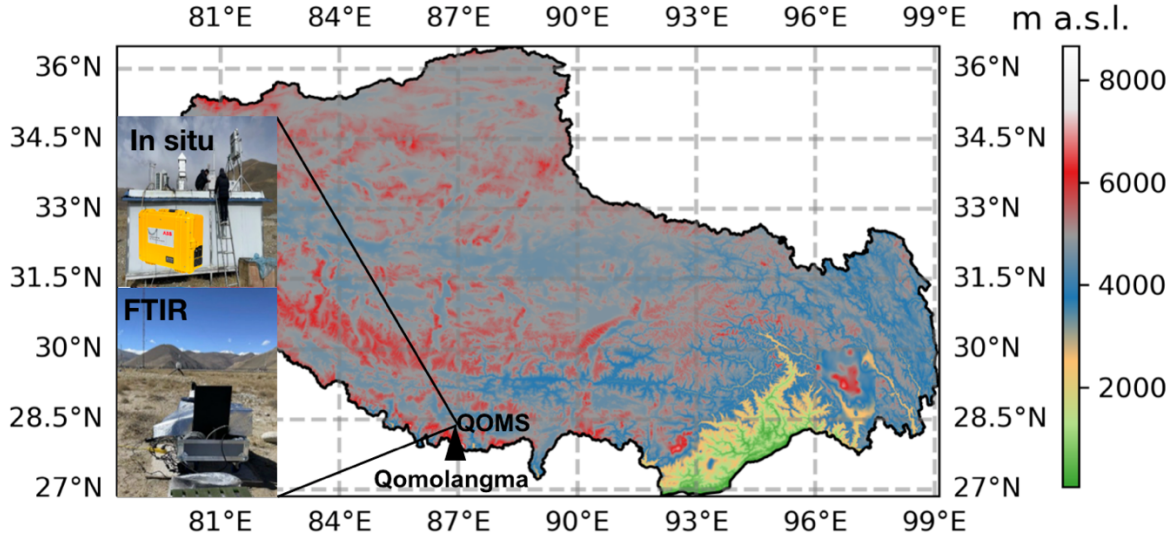 81°E 84°E 87°E 90°E 93°E 96°E 99°E m a.s.l.
36°N 36°N 8000
In situ
34.5°N 34.5°N
6000
33°N 33°N
ABB
31.5°N 31.5°N
4000
FTIR
30°N 30°N
2000
28.5°N QOMS 28.5°N
Qomolangma
27°N 27°N
81°E 84°E 87°E 90°E 93°E 96°E 99°E